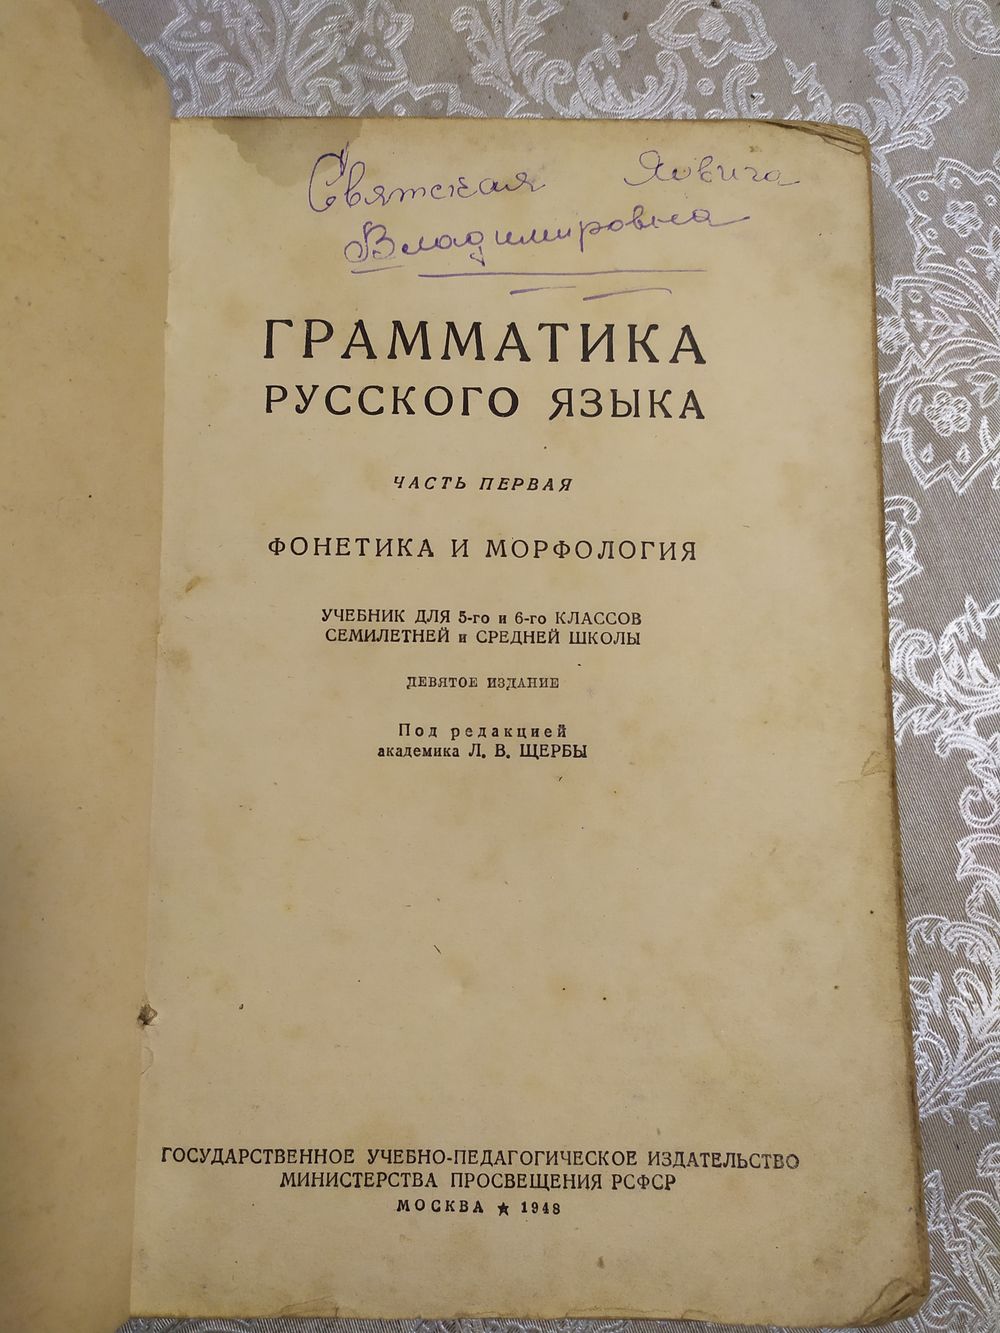 Святская Ядвига
Владимировна
ГРАММАТИКА
РУССКОГО ЯЗЫКА
ЧАСТЬ ПЕРВАЯ
ФОНЕТИКА И МОРФОЛОГИЯ
УЧЕБНИК ДЛЯ 5-го и 6-го КЛАССОВ
СЕМИЛЕТНЕЙ и СРЕДНЕЙ ШКОЛЫ
ДЕВЯТОЕ ИЗДАНИЕ
Под редакцией
академика Л. В. ЩЕРБЫ
ГОСУДАРСТВЕННОЕ УЧЕБНО-ПЕДАГОГИЧЕСКОЕ ИЗДАТЕЛЬСТВО
МИНИСТЕРСТВА ПРОСВЕЩЕНИЯ РСФСР
МОСКВА ★ 1948